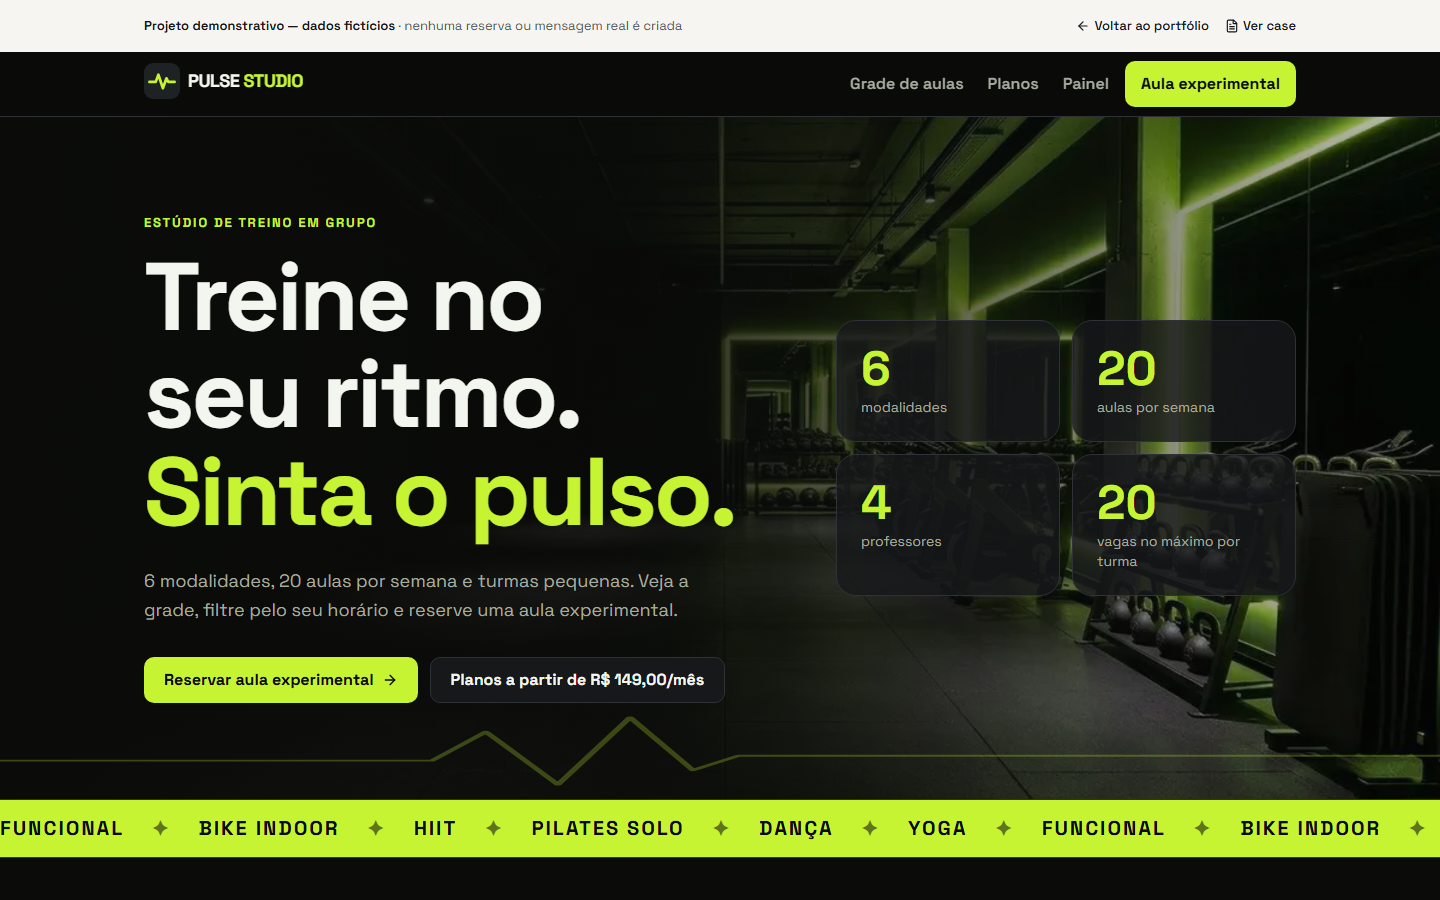 Projeto demonstrativo — dados fictícios · nenhuma reserva ou mensagem real é criada
Voltar ao portfólio
Ver case
PULSE STUDIO
Grade de aulas
Planos
Painel
Aula experimental
ESTÚDIO DE TREINO EM GRUPO
Treine no
seu ritmo.
Sinta o pulso.
6 modalidades, 20 aulas por semana e turmas pequenas. Veja a
grade, filtre pelo seu horário e reserve uma aula experimental.
Reservar aula experimental
Planos a partir de R$ 149,00/mês
6
modalidades
20
aulas por semana
4
professores
20
vagas no máximo por
turma
FUNCIONAL ✦ BIKE INDOOR ✦ HIIT ✦ PILATES SOLO ✦ DANÇA ✦ YOGA ✦ FUNCIONAL ✦ BIKE INDOOR ✦